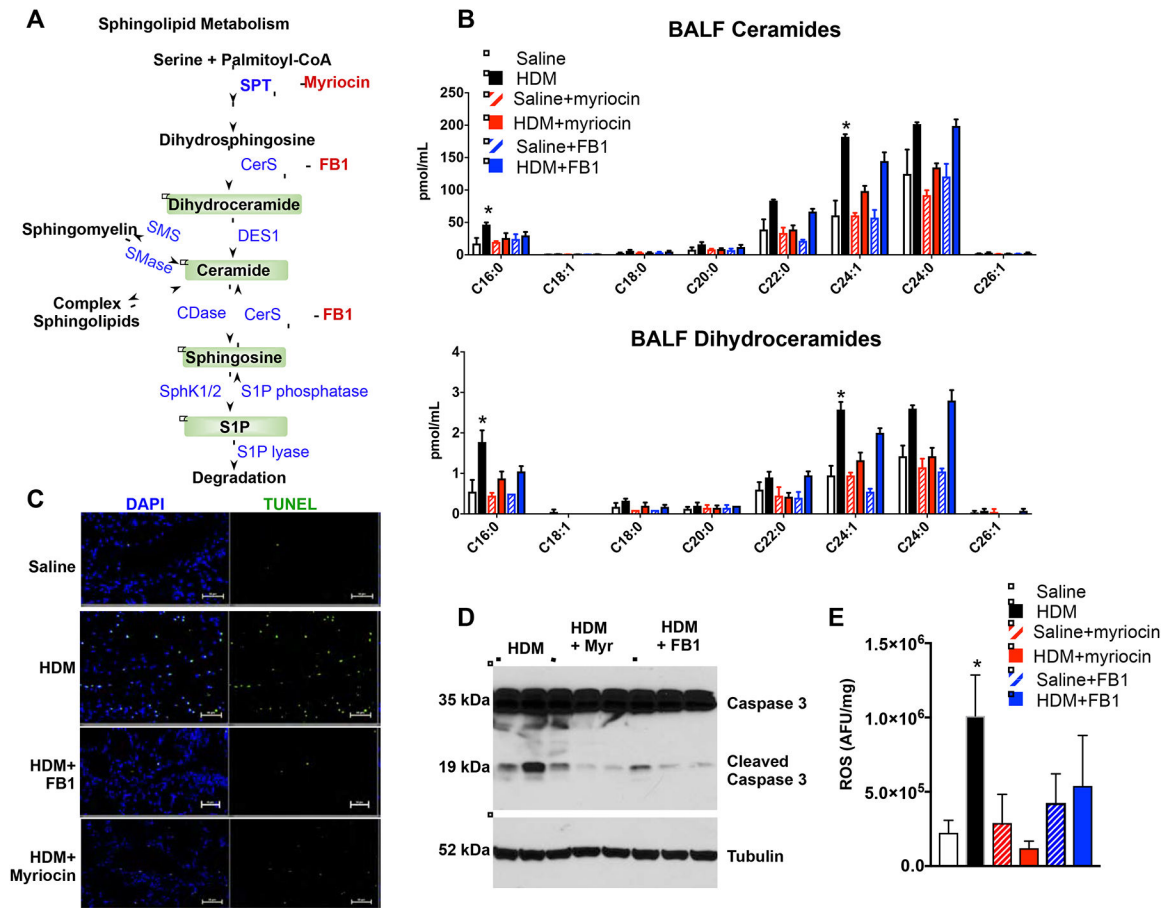 A
Sphingolipid Metabolism
Serine + Palmitoyl-CoA
SPT
Myriocin
Dihydrosphingosine
CerS
FB1
Dihydroceramide
Sphingomyelin
SMS
DES1
SMase
Ceramide
Complex
Sphingolipids
CDase
CerS
FB1
Sphingosine
SphK1/2
S1P phosphatase
S1P
S1P lyase
Degradation
B
BALF Ceramides
Saline
HDM
Saline+myriocin
HDM+myriocin
Saline+FB1
HDM+FB1
pmol/mL
250
200
150
100
50
0
*
*
C16:0
C18:1
C18:0
C20:0
C22:0
C24:1
C24:0
C26:1
BALF Dihydroceramides
pmol/mL
4
3
2
1
0
*
*
C16:0
C18:1
C18:0
C20:0
C22:0
C24:1
C24:0
C26:1
C
DAPI
TUNEL
Saline
HDM
HDM+
FB1
HDM+
Myriocin
D
HDM
HDM
+ Myr
HDM
+ FB1
35 kDa
Caspase 3
19 kDa
Cleaved
Caspase 3
52 kDa
Tubulin
E
Saline
HDM
Saline+myriocin
HDM+myriocin
Saline+FB1
HDM+FB1
ROS (AFU/mg)
1.5×10⁶
1.0×10⁶
5.0×10⁵
0.0
*